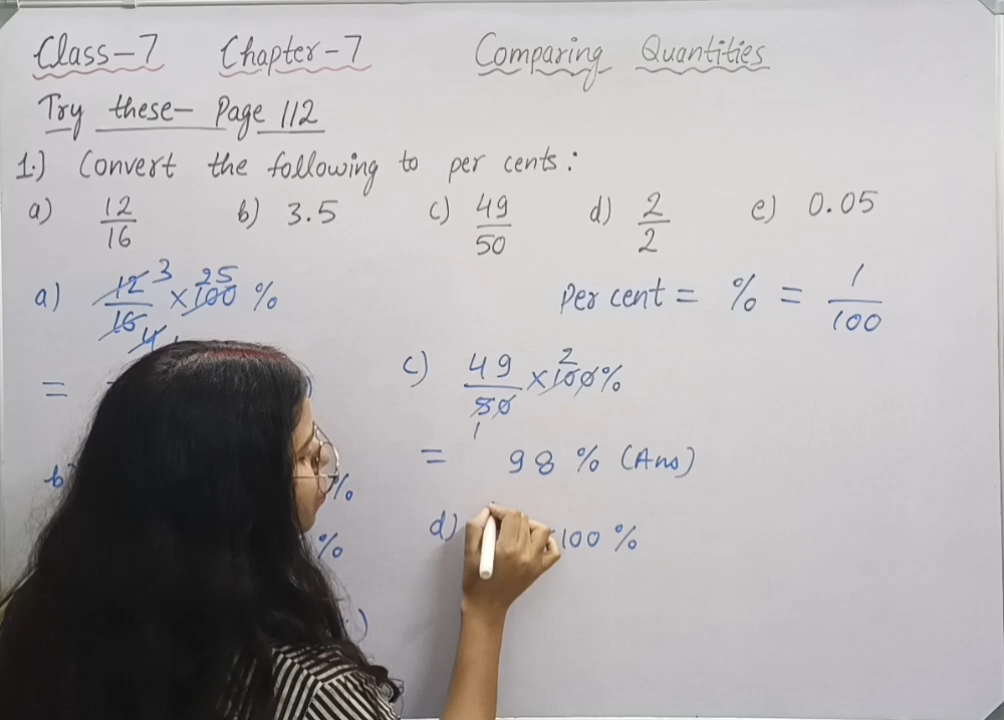 Class-7 Chapter-7 Comparing Quantities
Try these- Page 112
1.) Convert the following to per cents:
a) 12/16 b) 3.5 c) 49/50 d) 2/2 e) 0.05
a) 12/16 3 4 × 100 25 %
Per cent = % = 1/100
=
c) 49/50 1 × 100 2 %
= 98 % (Ans)
b) %
%
)
d) 100 %